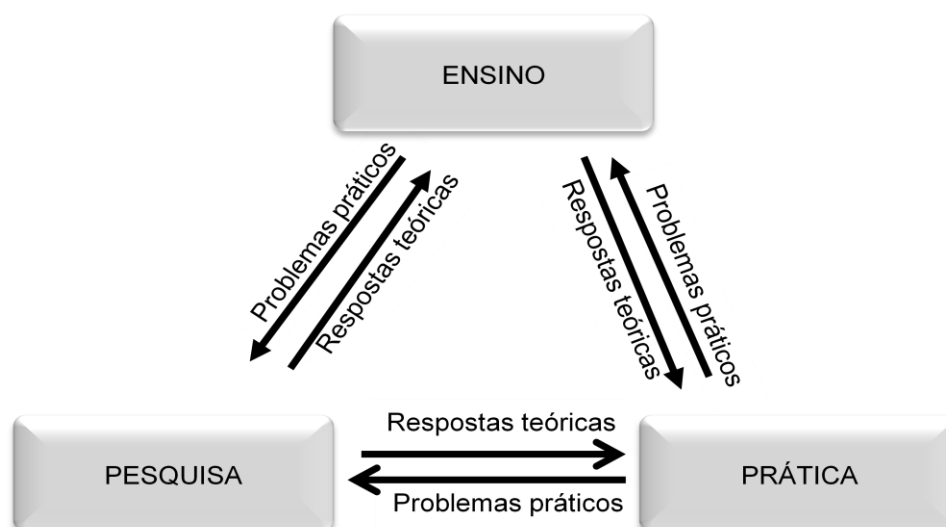 ENSINO
Problemas práticos
Respostas teóricas
Respostas teóricas
Problemas práticos
Respostas teóricas
PESQUISA
PRÁTICA
Problemas práticos